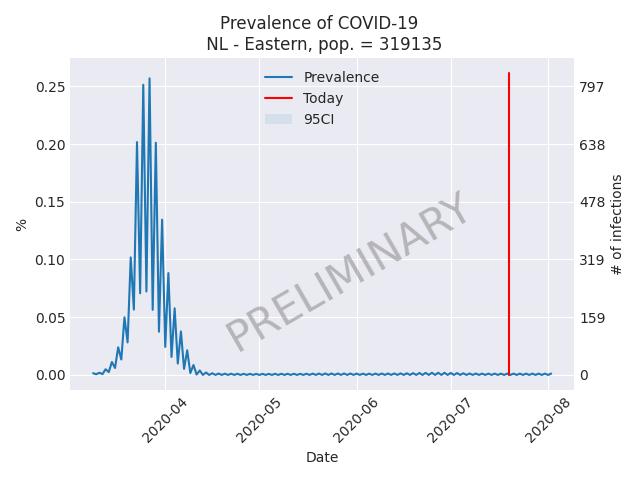 Prevalence of COVID-19
NL - Eastern, pop. = 319135
Prevalence
Today
95CI
0.25
0.20
0.15
0.10
0.05
0.00
%
797
638
478
319
159
0
# of infections
PRELIMINARY
2020-04
2020-05
2020-06
2020-07
2020-08
Date